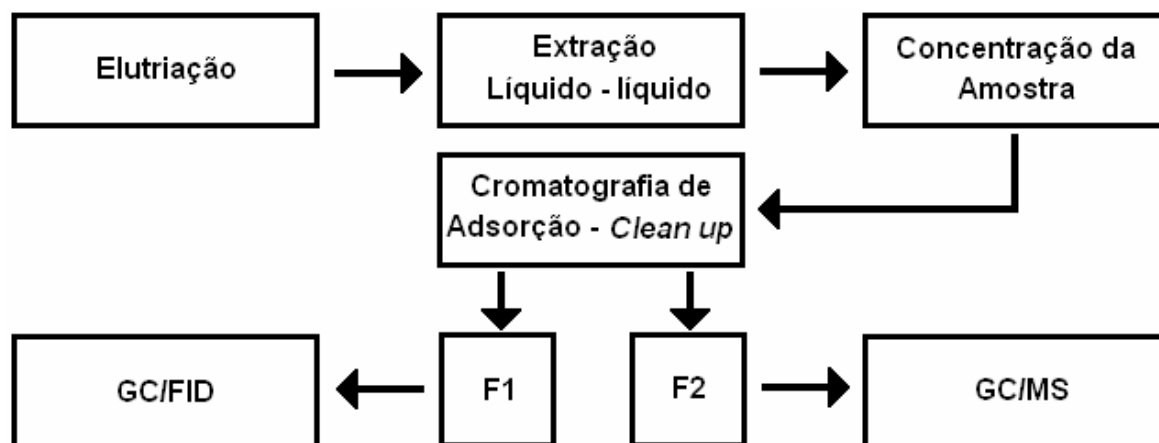 Elutriação
Extração
Líquido - líquido
Concentração da
Amostra
Cromatografia de
Adsorção - Clean up
GC/FID
F1
F2
GC/MS